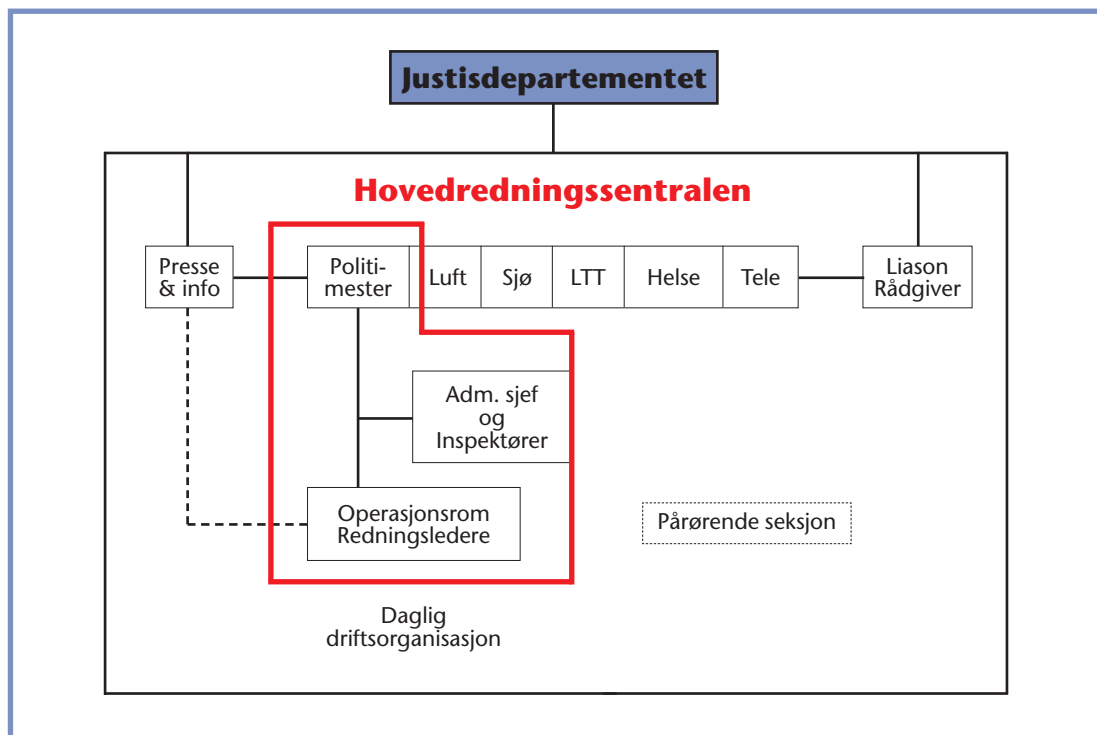 Justisdepartementet
Hovedredningssentralen
Presse
& info
Politi-
mester
Luft
Sjø
LTT
Helse
Tele
Liason
Rådgiver
Adm. sjef
og
Inspektører
Operasjonsrom
Redningsledere
Pårørende seksjon
Daglig
driftsorganisasjon